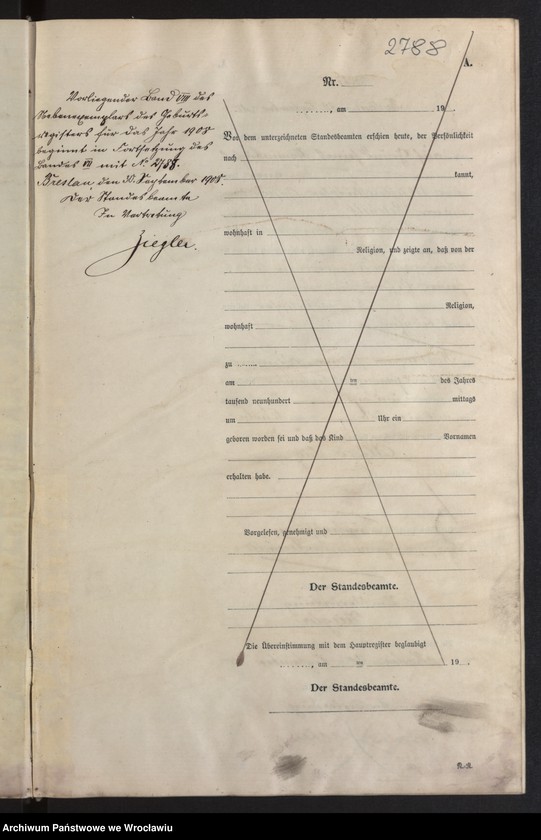 2788
A.
Nr.
Vorliegender Band VIII des
Nebenexemplars des Geburts-
registers für das Jahr 1908
beginnt in Fortsetzung des
Bandes VII mit No 2788.
Breslau, den 30. September 1908.
Der Standesbeamte
In Vertretung
Ziegler.
, am 19 .
Vor dem unterzeichneten Standesbeamten erschien heute, der Persönlichkeit
nach
kannt,
wohnhaft in
Religion, und zeigte an, daß von der
Religion,
wohnhaft
zu
am ten des Jahres
tausend neunhundert mittags
um Uhr ein
geboren worden sei und daß das Kind Vornamen
erhalten habe.
Vorgelesen, genehmigt und
Der Standesbeamte.
Die Übereinstimmung mit dem Hauptregister beglaubigt
, am ten 19 .
Der Standesbeamte.
Archiwum Państwowe we Wrocławiu